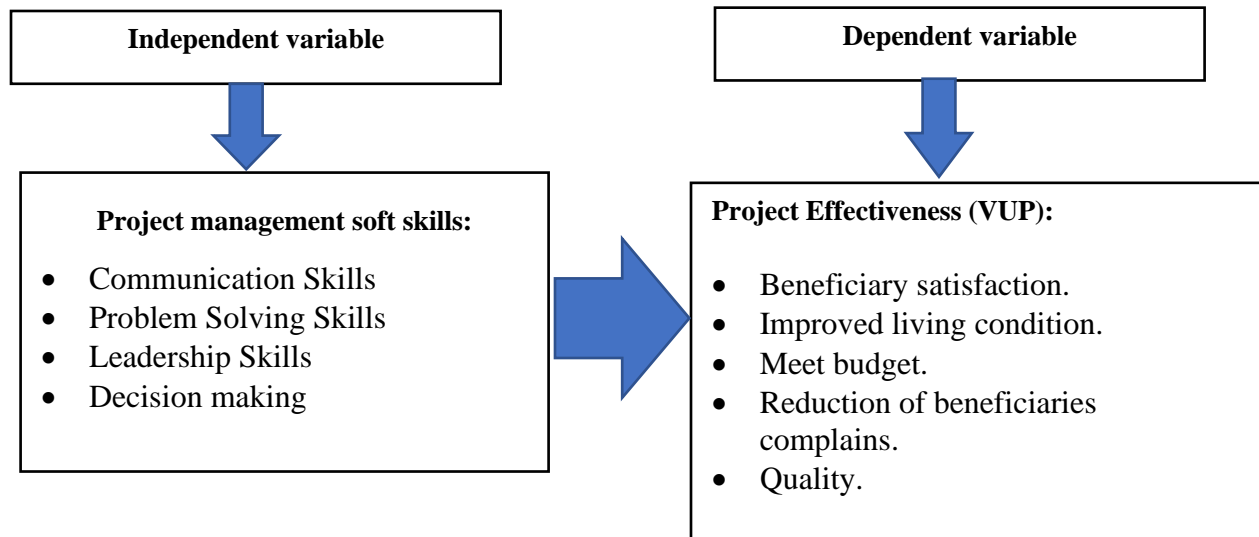 Independent variable
Dependent variable
Project management soft skills:
• Communication Skills
• Problem Solving Skills
• Leadership Skills
• Decision making
Project Effectiveness (VUP):
• Beneficiary satisfaction.
• Improved living condition.
• Meet budget.
• Reduction of beneficiaries
complains.
• Quality.